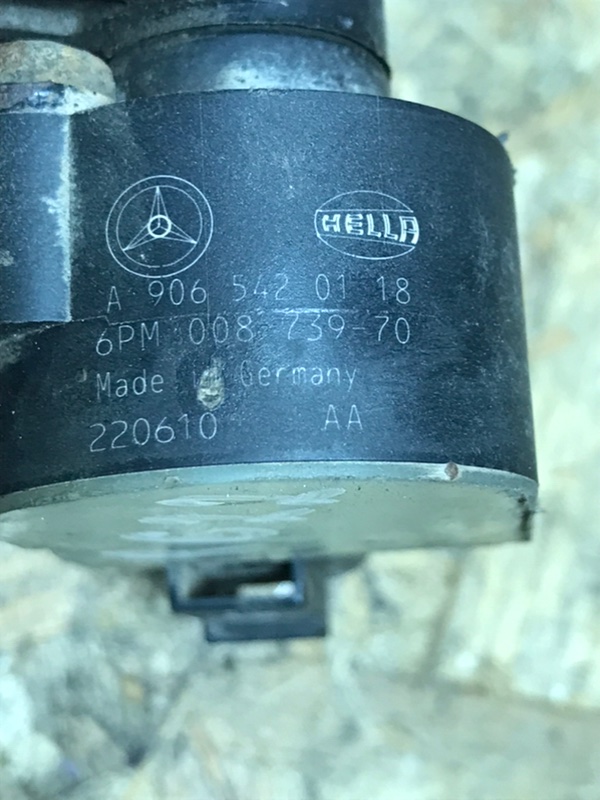 HELLA
A 906 542 01 18
6PM 008 739-70
Made Germany
220610 AA